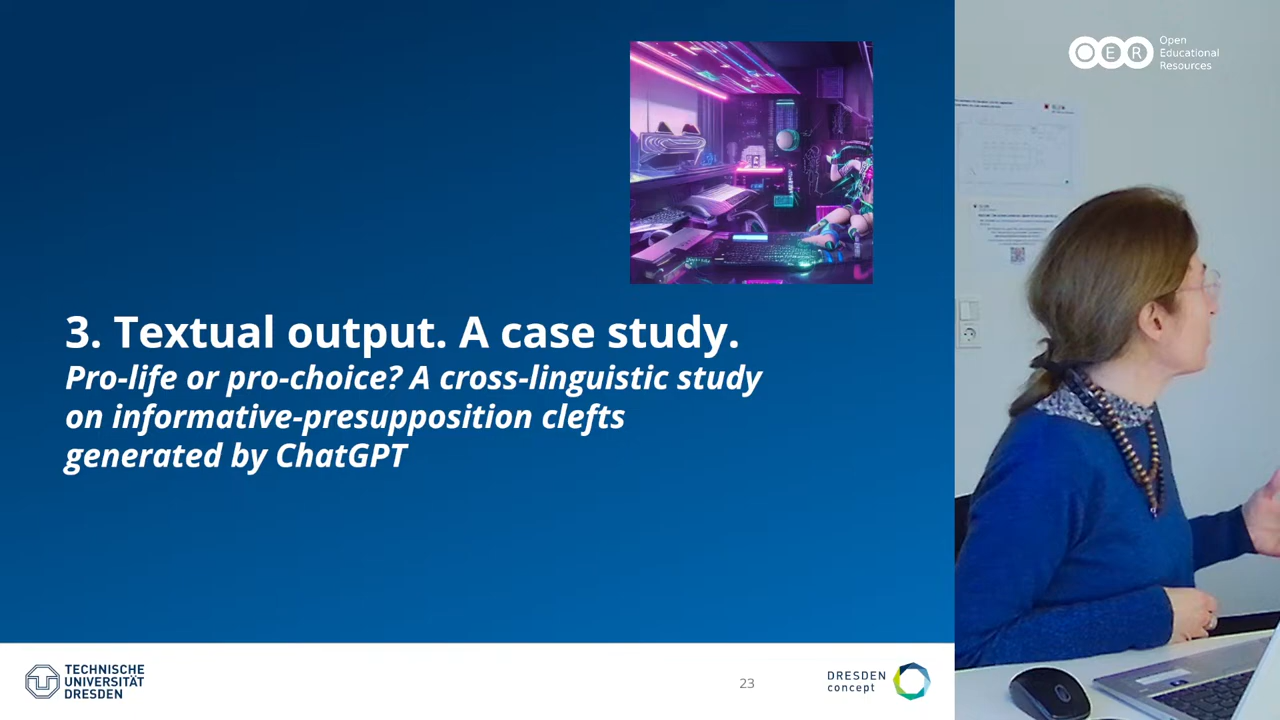 3. Textual output. A case study.
Pro-life or pro-choice? A cross-linguistic study
on informative-presupposition clefts
generated by ChatGPT
TECHNISCHE
UNIVERSITÄT
DRESDEN
23
DRESDEN
concept
OER
Open
Educational
Resources